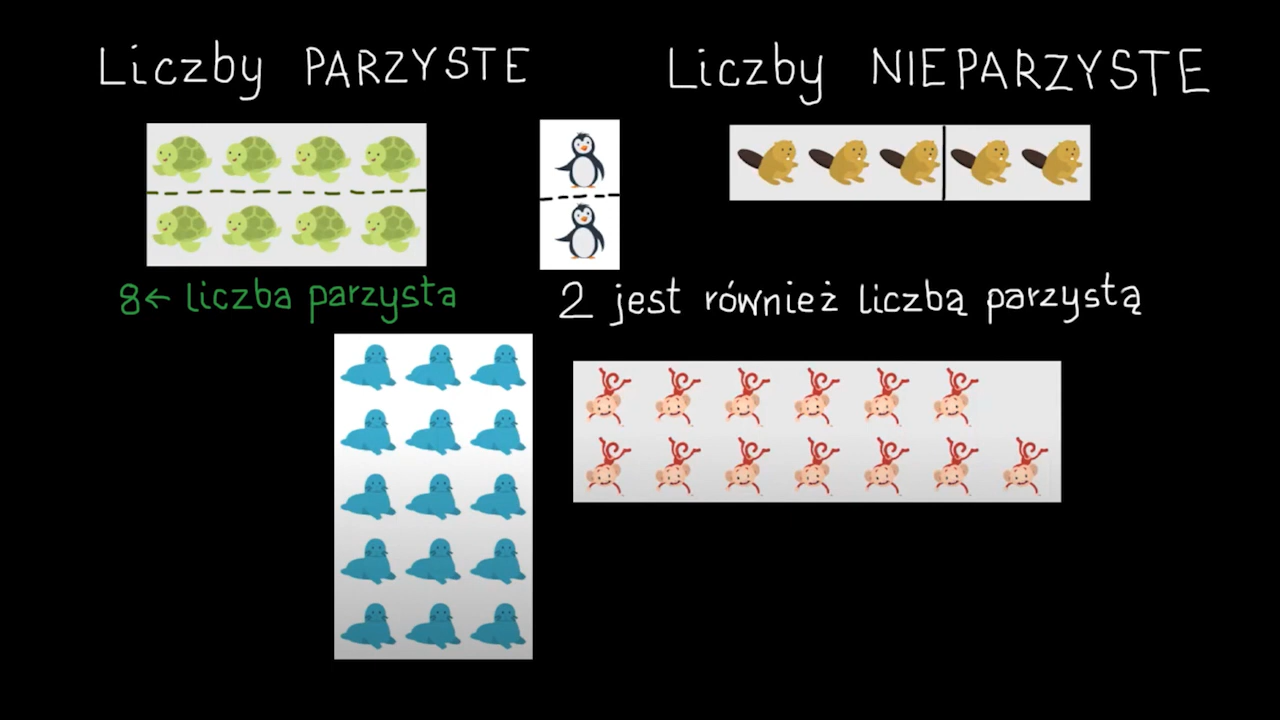 Liczby PARZYSTE
Liczby NIEPARZYSTE
8← liczba parzysta
2 jest również liczbą parzystą